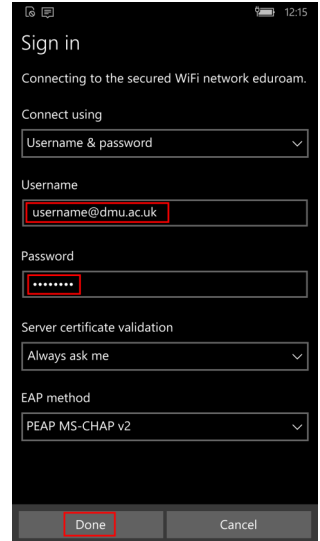 12:15
Sign in
Connecting to the secured WiFi network eduroam.
Connect using
Username & password
Username
username@dmu.ac.uk
Password
••••••••
Server certificate validation
Always ask me
EAP method
PEAP MS-CHAP v2
Done
Cancel